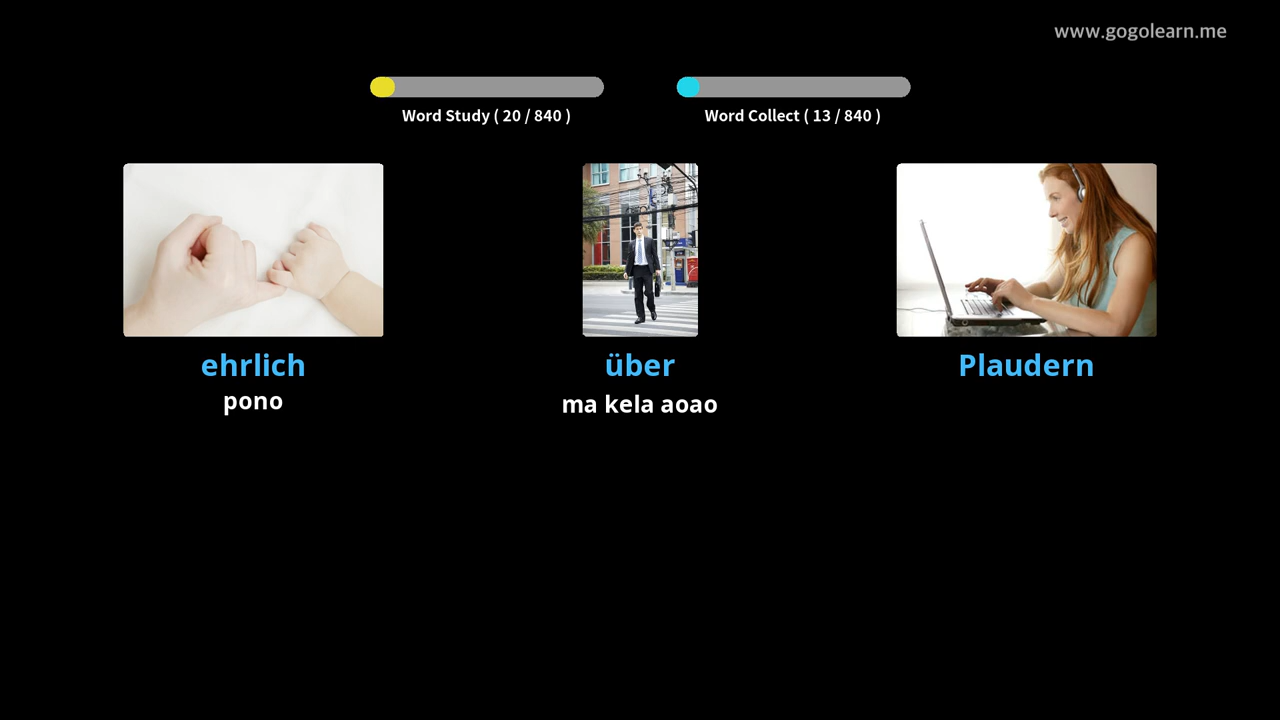 www.gogolearn.me
Word Study ( 20 / 840 )
Word Collect ( 13 / 840 )
ehrlich
pono
über
ma kela aoao
Plaudern